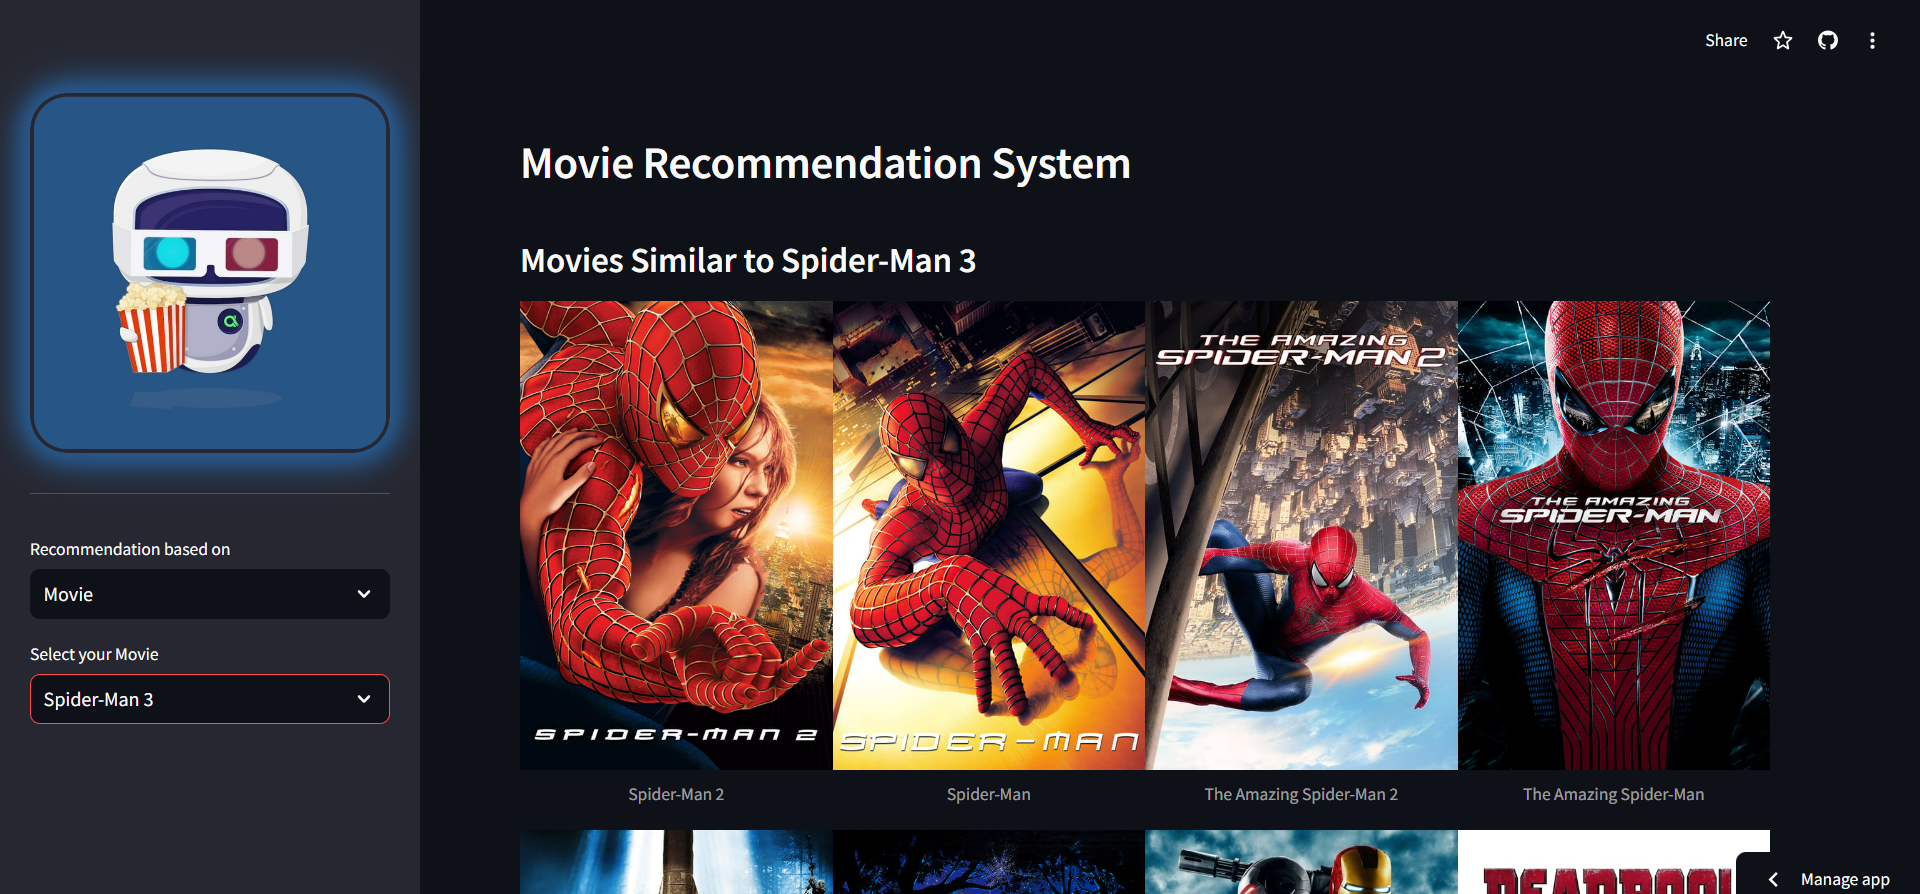 Share
Movie Recommendation System
Movies Similar to Spider-Man 3
THE AMAZING
SPIDER-MAN 2
THE AMAZING
SPIDER-MAN
SPIDER-MAN 2
SPIDER-MAN
Spider-Man 2
Spider-Man
The Amazing Spider-Man 2
The Amazing Spider-Man
Recommendation based on
Movie
Select your Movie
Spider-Man 3
DEADPOOL
Manage app